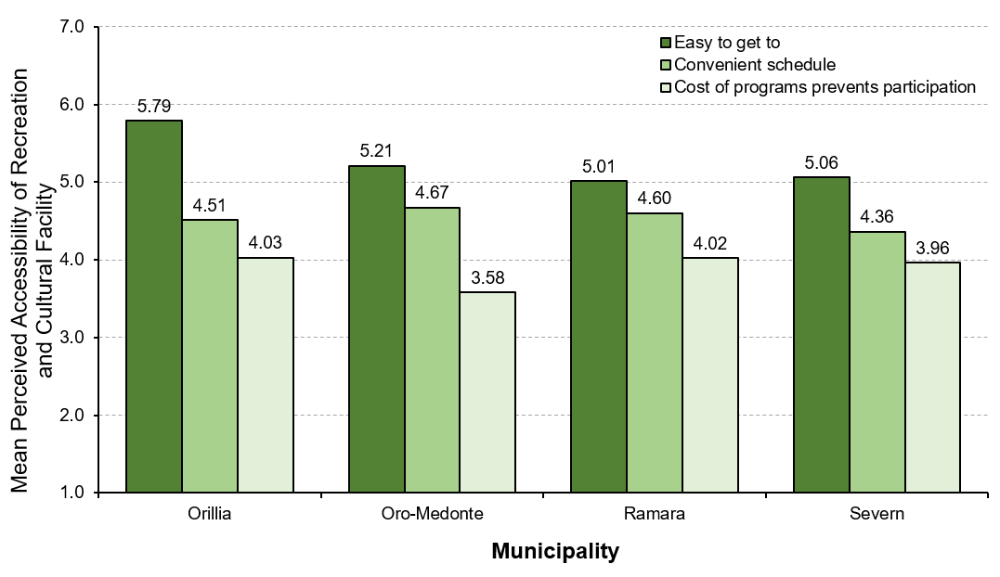 Mean Perceived Accessibility of Recreation
and Cultural Facility
7.0
6.0
5.0
4.0
3.0
2.0
1.0
Easy to get to
Convenient schedule
Cost of programs prevents participation
5.79
4.51
4.03
5.21
4.67
3.58
5.01
4.60
4.02
5.06
4.36
3.96
Orillia
Oro-Medonte
Ramara
Severn
Municipality